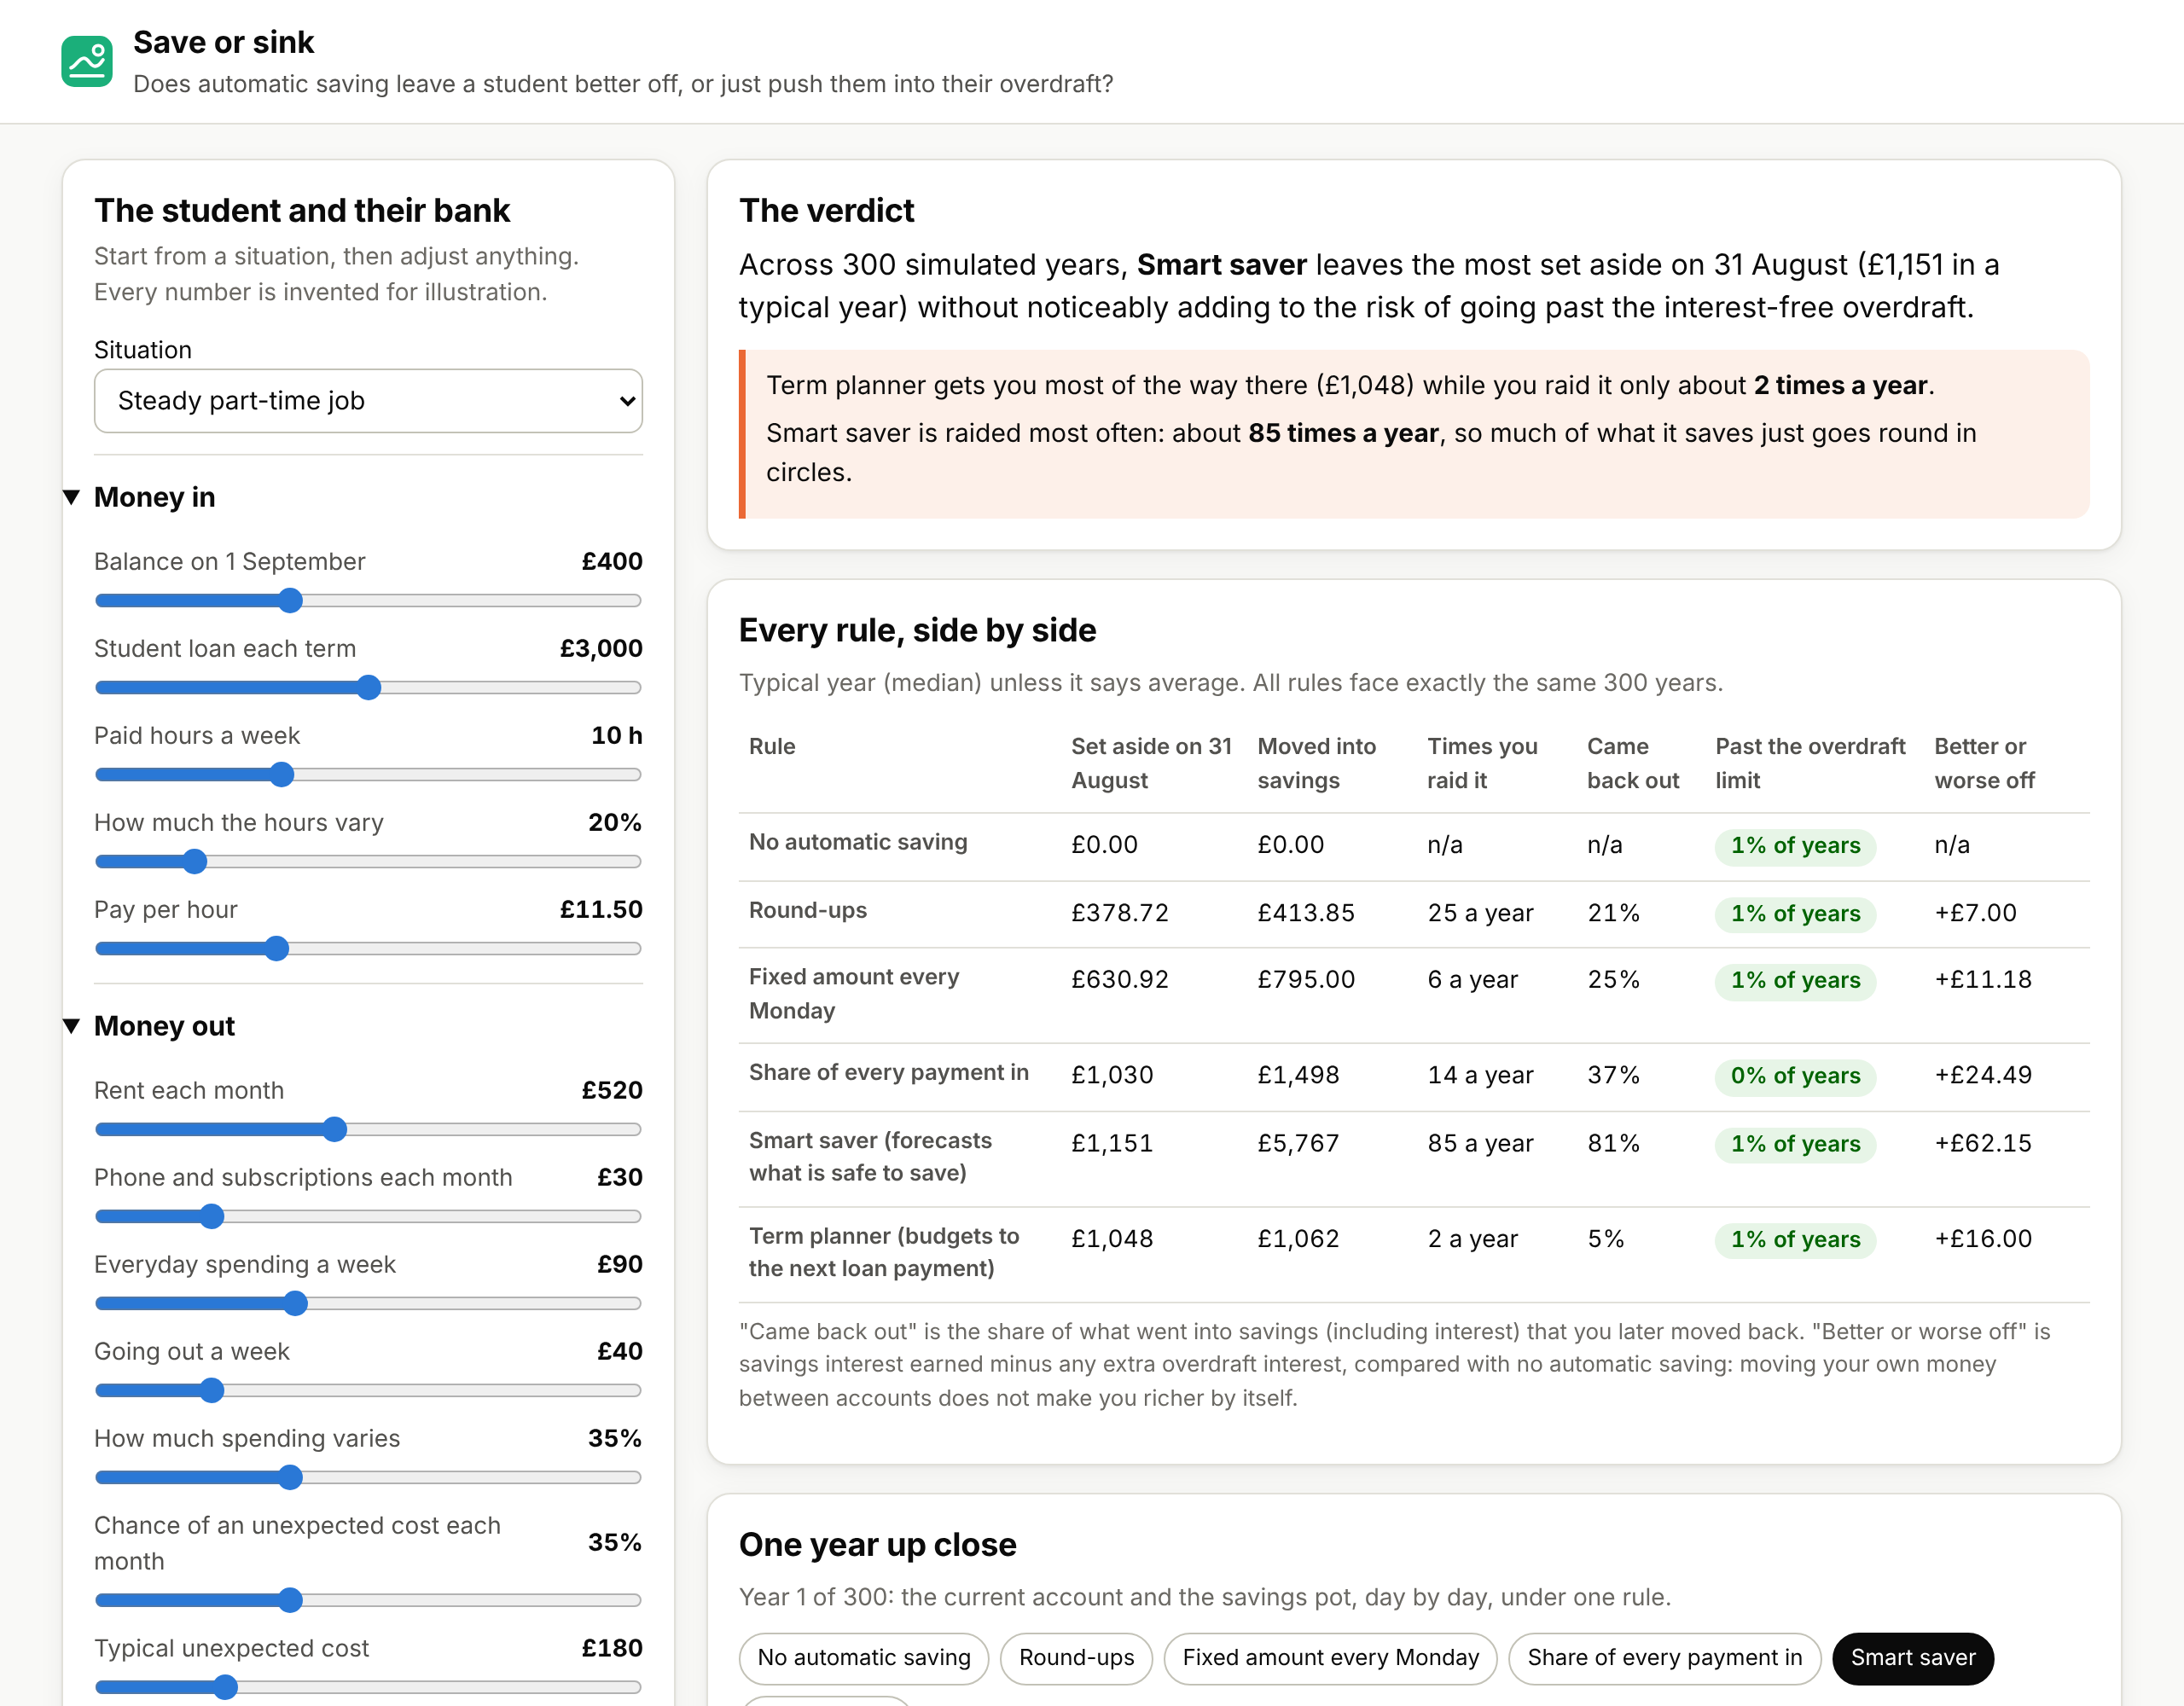 Save or sink
Does automatic saving leave a student better off, or just push them into their overdraft?
The student and their bank
Start from a situation, then adjust anything.
Every number is invented for illustration.
Situation
Steady part-time job
Money in
Balance on 1 September £400
Student loan each term £3,000
Paid hours a week 10 h
How much the hours vary 20%
Pay per hour £11.50
Money out
Rent each month £520
Phone and subscriptions each month £30
Everyday spending a week £90
Going out a week £40
How much spending varies 35%
Chance of an unexpected cost each
month 35%
Typical unexpected cost £180
The verdict
Across 300 simulated years, Smart saver leaves the most set aside on 31 August (£1,151 in a
typical year) without noticeably adding to the risk of going past the interest-free overdraft.
Term planner gets you most of the way there (£1,048) while you raid it only about 2 times a year.
Smart saver is raided most often: about 85 times a year, so much of what it saves just goes round in
circles.
Every rule, side by side
Typical year (median) unless it says average. All rules face exactly the same 300 years.
Rule Set aside on 31 Moved into Times you Came Past the overdraft Better or
August savings raid it back out limit worse off
No automatic saving £0.00 £0.00 n/a n/a 1% of years n/a
Round-ups £378.72 £413.85 25 a year 21% 1% of years +£7.00
Fixed amount every £630.92 £795.00 6 a year 25% 1% of years +£11.18
Monday
Share of every payment in £1,030 £1,498 14 a year 37% 0% of years +£24.49
Smart saver (forecasts £1,151 £5,767 85 a year 81% 1% of years +£62.15
what is safe to save)
Term planner (budgets to £1,048 £1,062 2 a year 5% 1% of years +£16.00
the next loan payment)
"Came back out" is the share of what went into savings (including interest) that you later moved back. "Better or worse off" is
savings interest earned minus any extra overdraft interest, compared with no automatic saving: moving your own money
between accounts does not make you richer by itself.
One year up close
Year 1 of 300: the current account and the savings pot, day by day, under one rule.
No automatic saving Round-ups Fixed amount every Monday Share of every payment in Smart saver